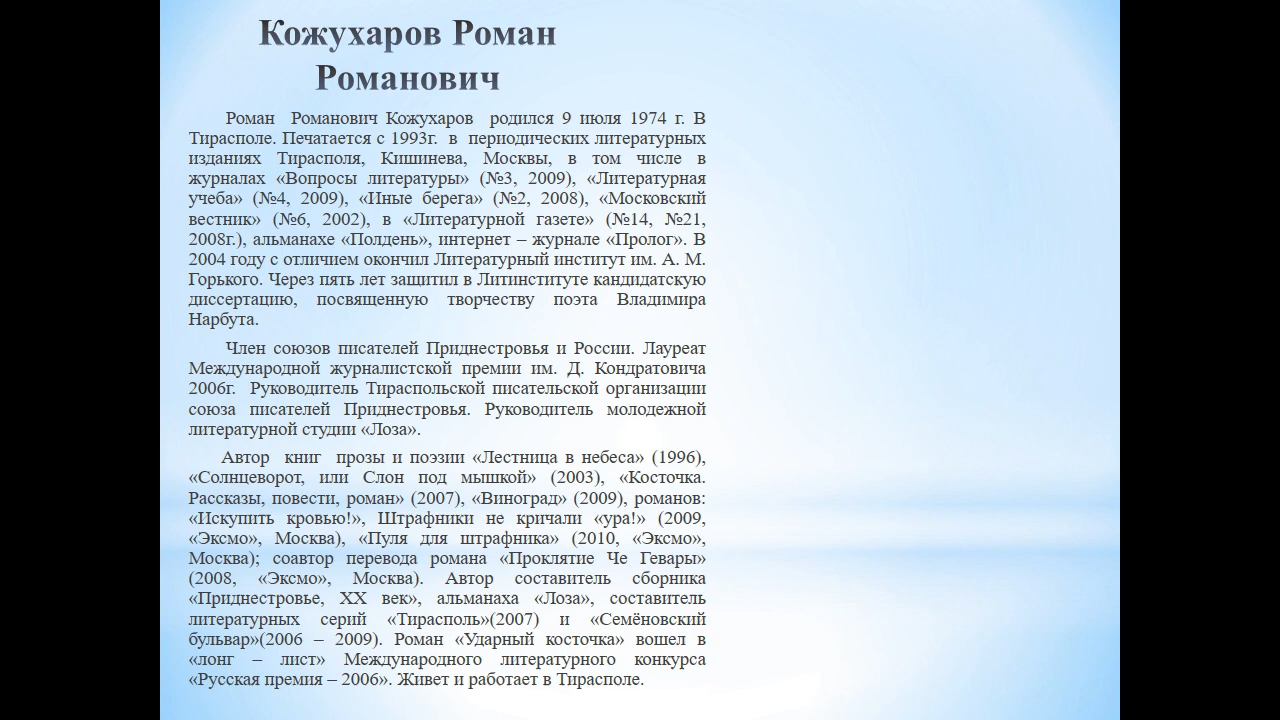 Кожухаров Роман
Романович
Роман Романович Кожухаров родился 9 июля 1974 г. В
Тирасполе. Печатается с 1993г. в периодических литературных
изданиях Тирасполя, Кишинева, Москвы, в том числе в
журналах «Вопросы литературы» (№3, 2009), «Литературная
учеба» (№4, 2009), «Иные берега» (№2, 2008), «Московский
вестник» (№6, 2002), в «Литературной газете» (№14, №21,
2008г.), альманахе «Полдень», интернет – журнале «Пролог». В
2004 году с отличием окончил Литературный институт им. А. М.
Горького. Через пять лет защитил в Литинституте кандидатскую
диссертацию, посвященную творчеству поэта Владимира
Нарбута.
Член союзов писателей Приднестровья и России. Лауреат
Международной журналистской премии им. Д. Кондратовича
2006г. Руководитель Тираспольской писательской организации
союза писателей Приднестровья. Руководитель молодежной
литературной студии «Лоза».
Автор книг прозы и поэзии «Лестница в небеса» (1996),
«Солнцеворот, или Слон под мышкой» (2003), «Косточка.
Рассказы, повести, роман» (2007), «Виноград» (2009), романов:
«Искупить кровью!», Штрафники не кричали «ура!» (2009,
«Эксмо», Москва), «Пуля для штрафника» (2010, «Эксмо»,
Москва); соавтор перевода романа «Проклятие Че Гевары»
(2008, «Эксмо», Москва). Автор составитель сборника
«Приднестровье, XX век», альманаха «Лоза», составитель
литературных серий «Тирасполь»(2007) и «Семёновский
бульвар»(2006 – 2009). Роман «Ударный косточка» вошел в
«лонг – лист» Международного литературного конкурса
«Русская премия – 2006». Живет и работает в Тирасполе.